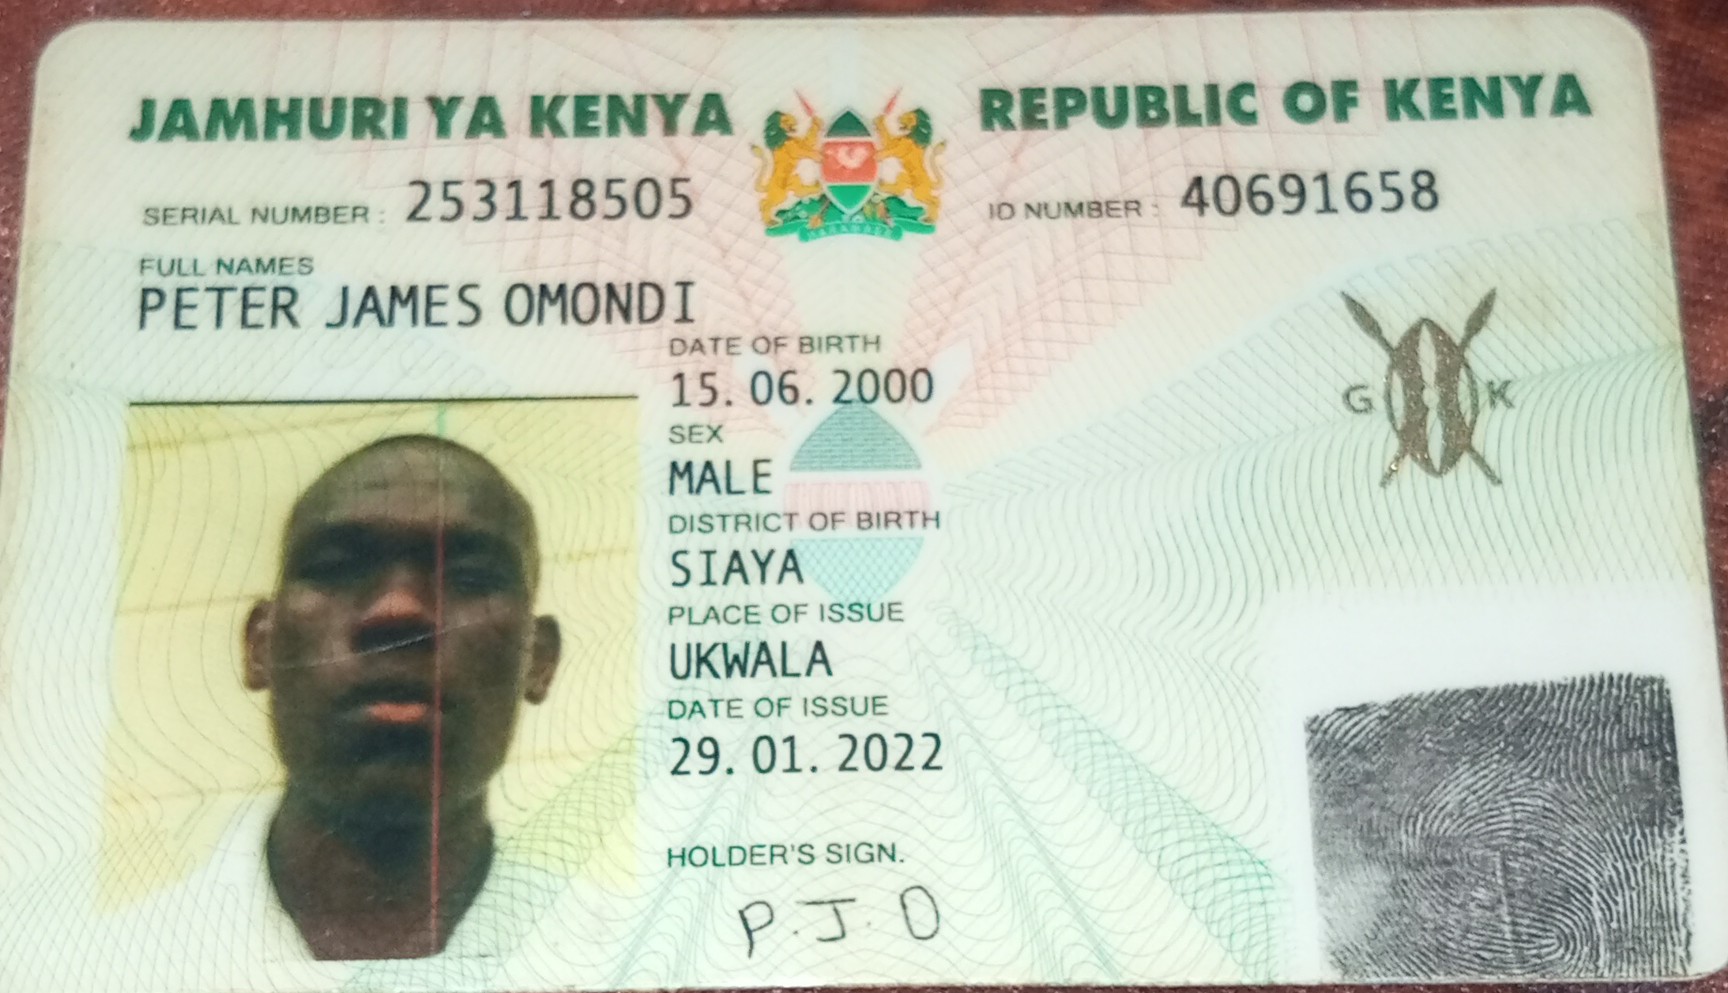 JAMHURI YA KENYA REPUBLIC OF KENYA
SERIAL NUMBER : 253118505 ID NUMBER : 40691658
FULL NAMES
PETER JAMES OMONDI
DATE OF BIRTH
15. 06. 2000
SEX
MALE
DISTRICT OF BIRTH
SIAYA
PLACE OF ISSUE
UKWALA
DATE OF ISSUE
29. 01. 2022
HOLDER'S SIGN.
P.J.O
G K
HARAMBEE